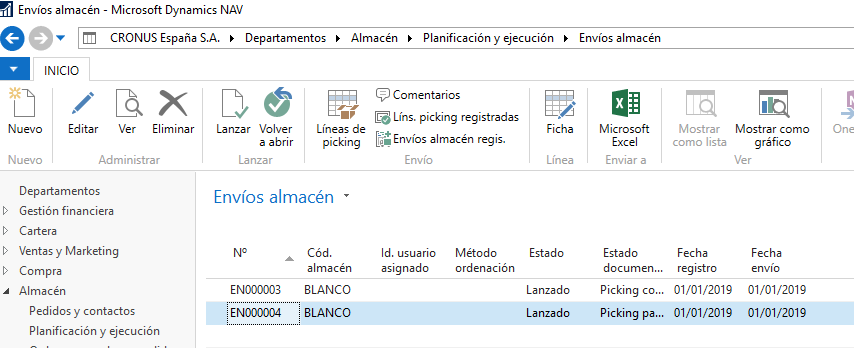 Envíos almacén - Microsoft Dynamics NAV
CRONUS España S.A. Departamentos Almacén Planificación y ejecución Envíos almacén
INICIO
Nuevo
Editar Ver Eliminar
Lanzar Volver a abrir
Líneas de picking
Comentarios
Líns. picking registradas
Envíos almacén regis.
Ficha
Microsoft Excel
Mostrar como lista
Mostrar como gráfico
One
Nuevo Administrar Lanzar Envío Línea Enviar a Ver
Departamentos
Gestión financiera
Cartera
Ventas y Marketing
Compra
Almacén
Pedidos y contactos
Planificación y ejecución
Envíos almacén
Nº Cód. almacén Id. usuario asignado Método ordenación Estado Estado documen... Fecha registro Fecha envío
EN000003 BLANCO Lanzado Picking co... 01/01/2019 01/01/2019
EN000004 BLANCO Lanzado Picking pa... 01/01/2019 01/01/2019